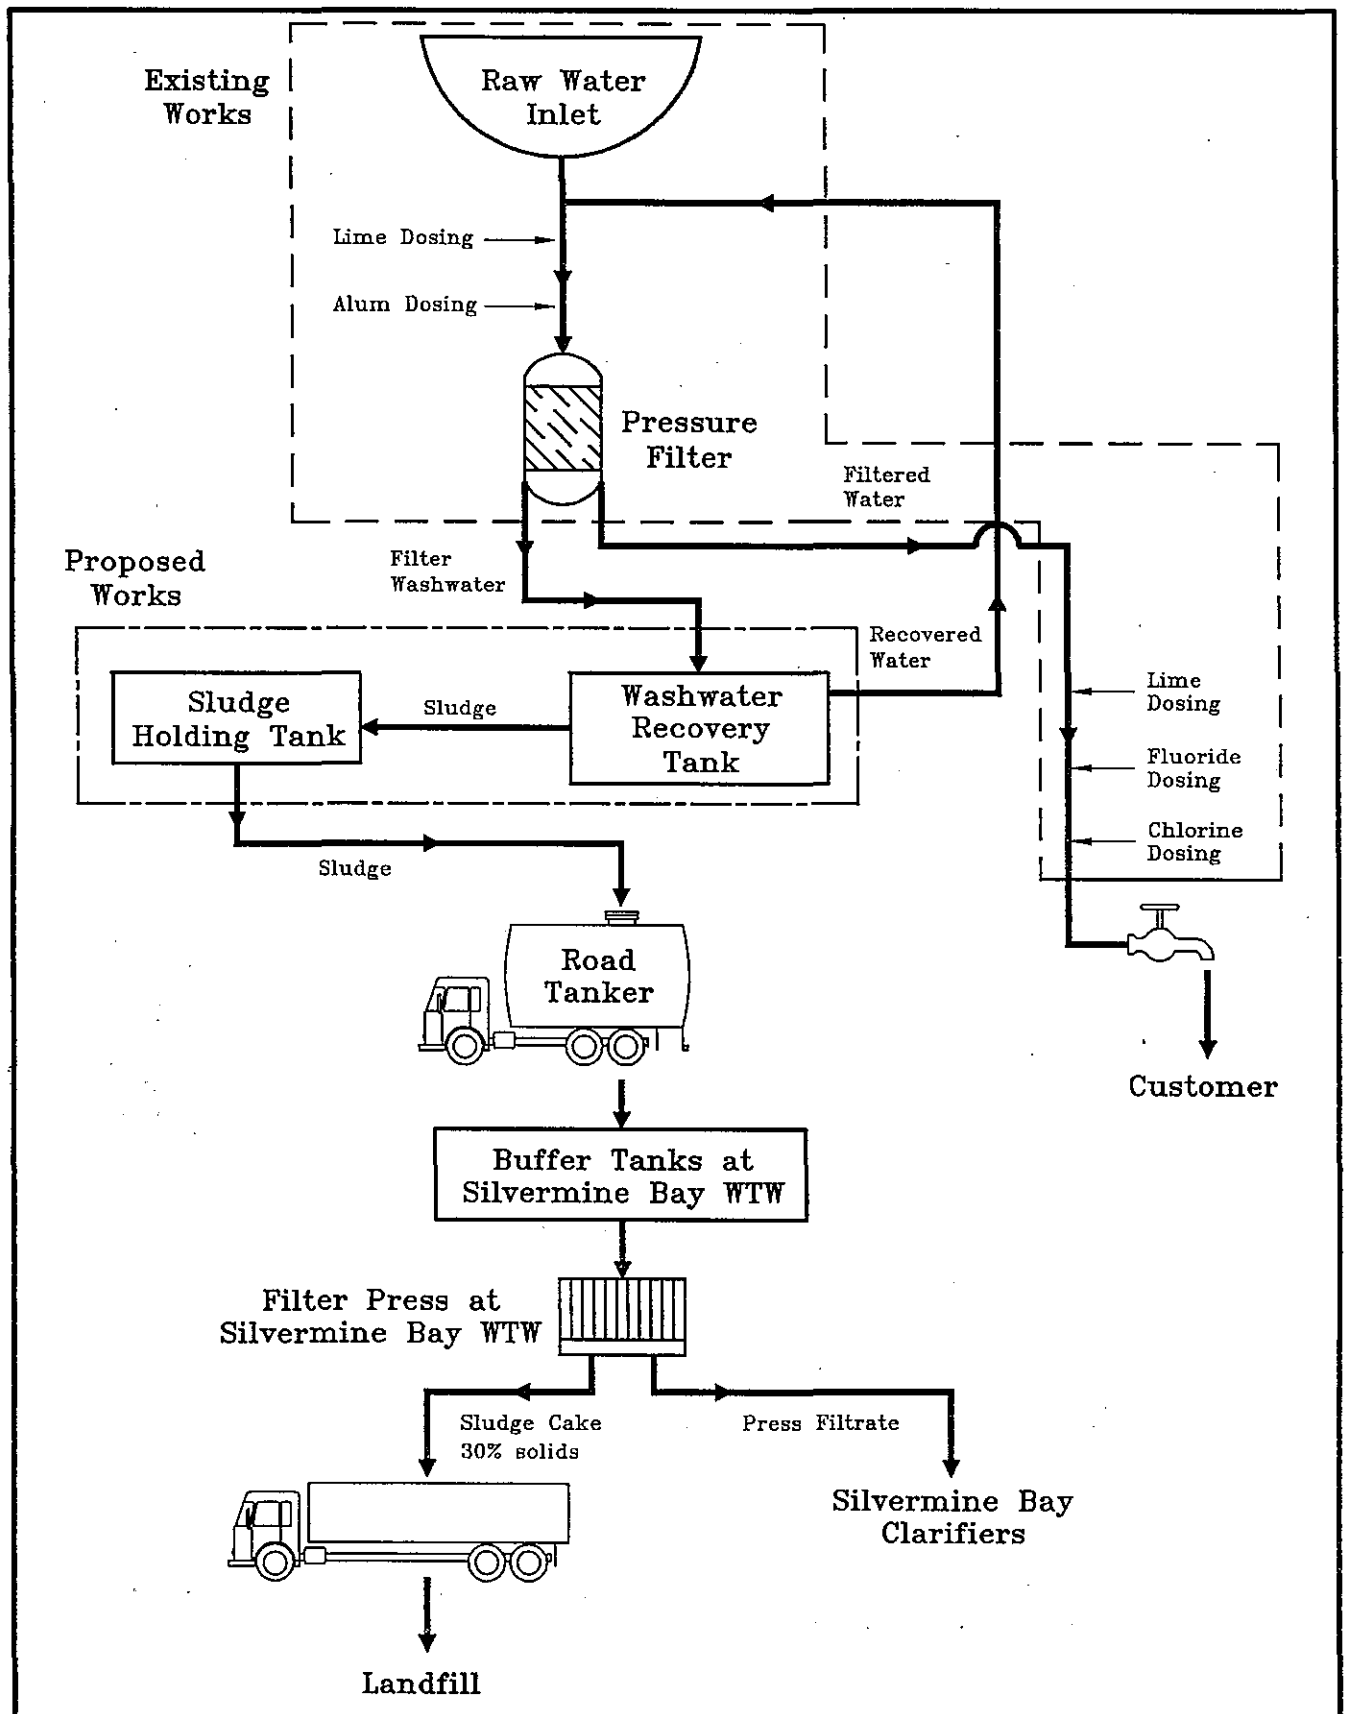 Existing
Works
Raw Water
Inlet
Lime Dosing
Alum Dosing
Pressure
Filter
Filtered
Water
Filter
Washwater
Proposed
Works
Recovered
Water
Sludge
Holding Tank
Sludge
Washwater
Recovery
Tank
Lime
Dosing
Fluoride
Dosing
Chlorine
Dosing
Sludge
Road
Tanker
Customer
Buffer Tanks at
Silvermine Bay WTW
Filter Press at
Silvermine Bay WTW
Sludge Cake
30% solids
Press Filtrate
Silvermine Bay
Clarifiers
Landfill